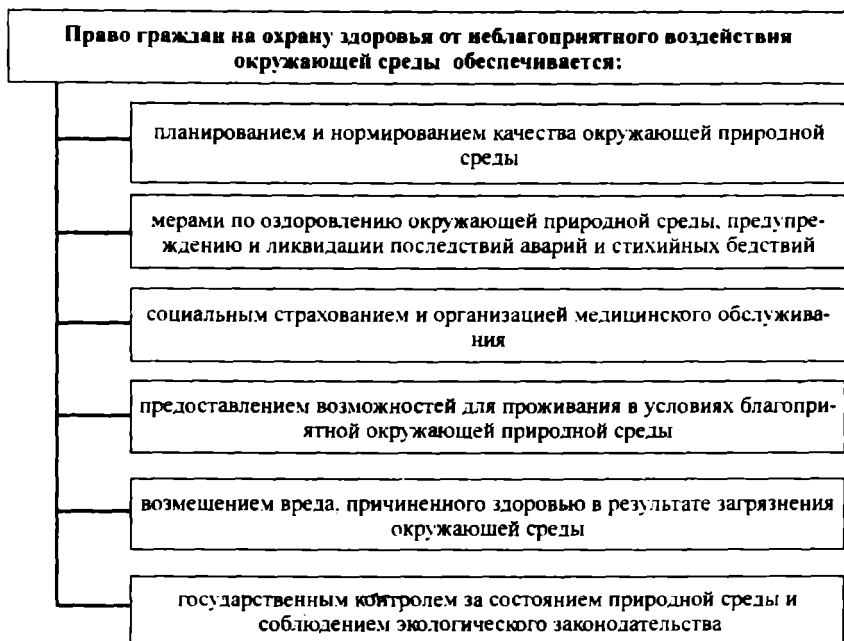 Право граждан на охрану здоровья от неблагоприятного воздействия
окружающей среды обеспечивается:
планированием и нормированием качества окружающей природной
среды
мерами по оздоровлению окружающей природной среды, предупре-
ждению и ликвидации последствий аварий и стихийных бедствий
социальным страхованием и организацией медицинского обслужива-
ния
предоставлением возможностей для проживания в условиях благопри-
ятной окружающей природной среды
возмещением вреда, причиненного здоровью в результате загрязнения
окружающей среды
государственным контролем за состоянием природной среды и
соблюдением экологического законодательства